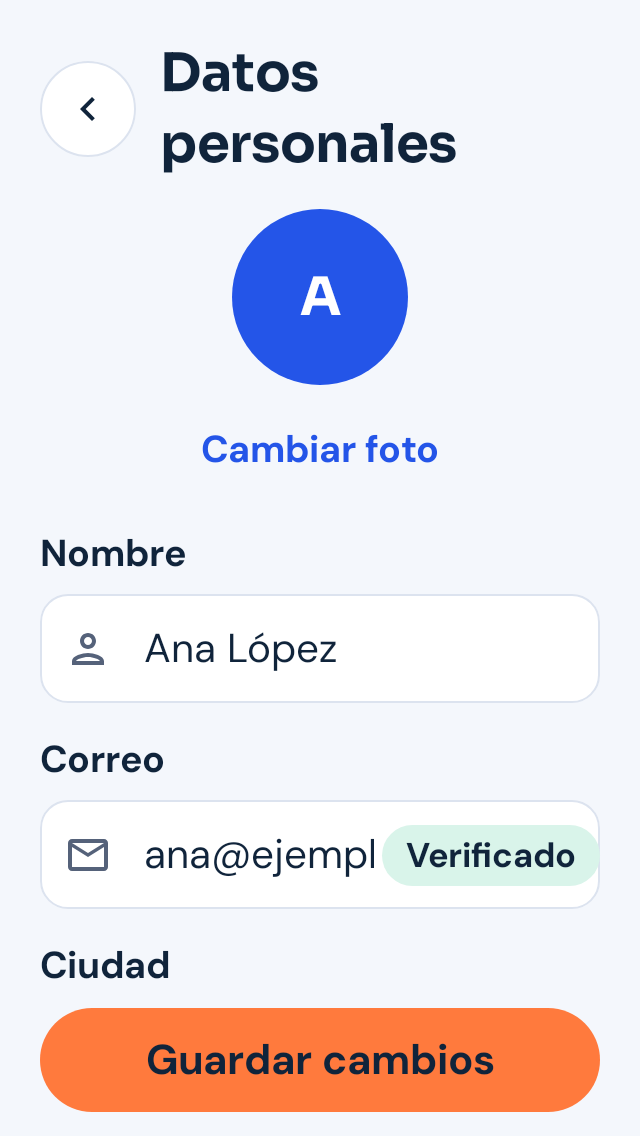 Datos
personales
A
Cambiar foto
Nombre
Ana López
Correo
ana@ejempl Verificado
Ciudad
Guardar cambios